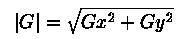 |G| = √(Gx² + Gy²)